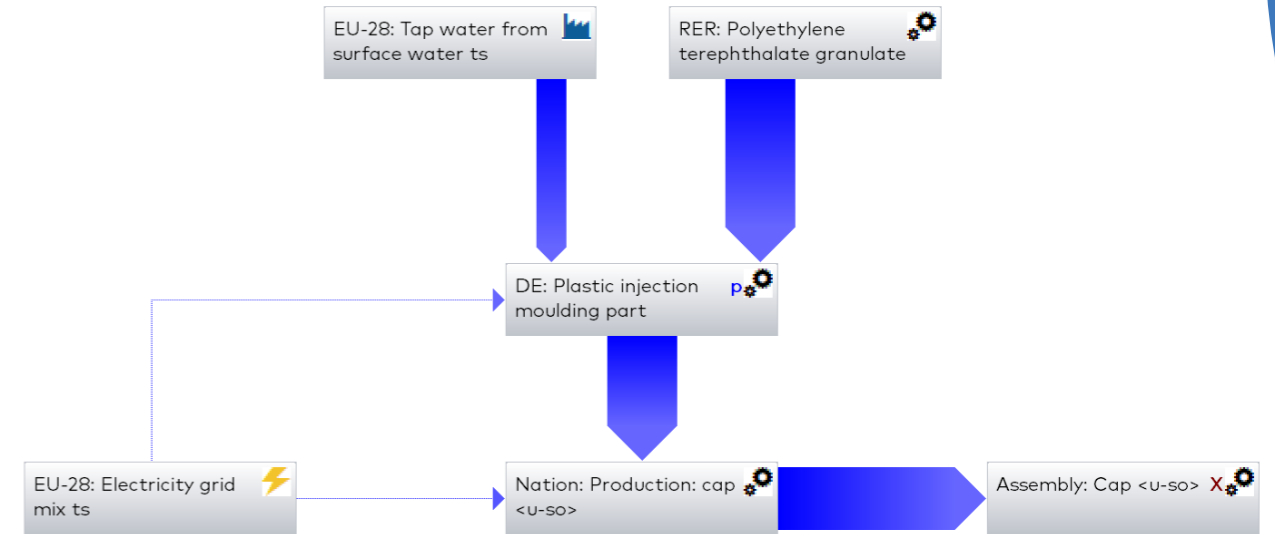 EU-28: Tap water from
surface water ts
RER: Polyethylene
terephthalate granulate
DE: Plastic injection
moulding part
p
EU-28: Electricity grid
mix ts
Nation: Production: cap
<u-so>
Assembly: Cap <u-so> X